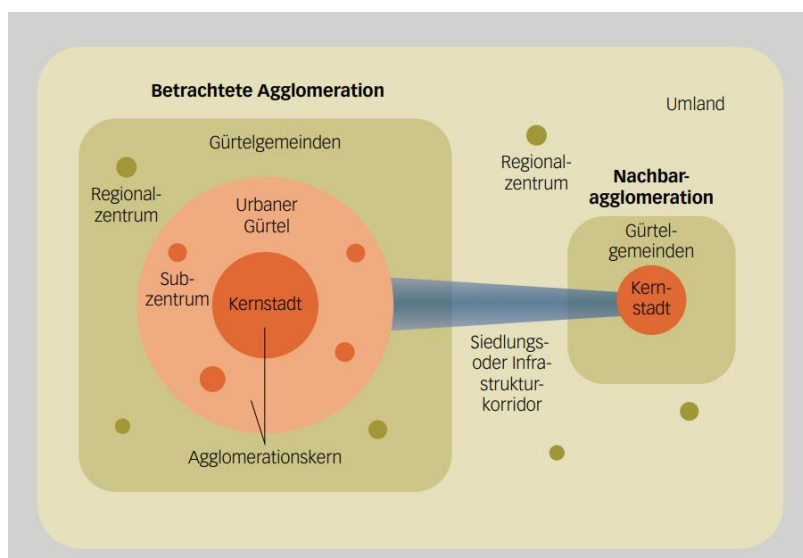 Betrachtete Agglomeration
Umland
Gürtelgemeinden
Regional-
zentrum
Regional-
zentrum
Nachbar-
agglomeration
Urbaner
Gürtel
Gürtel-
gemeinden
Sub-
zentrum
Kernstadt
Kern-
stadt
Siedlungs-
oder Infra-
struktur-
korridor
Agglomerationskern